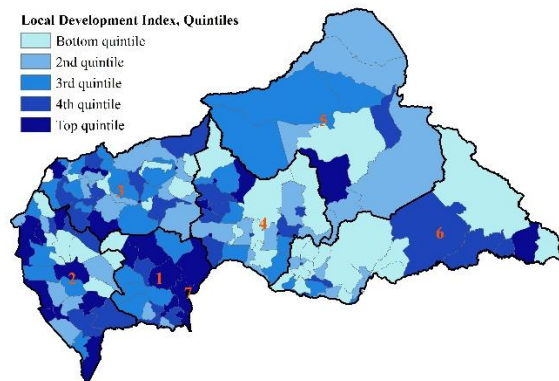 Local Development Index, Quintiles
Bottom quintile
2nd quintile
3rd quintile
4th quintile
Top quintile
5
3
4
6
2
1
7